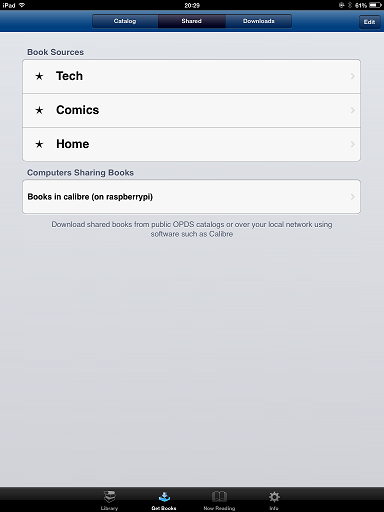 iPad 20:29 61%
Catalog Shared Downloads Edit
Book Sources
Tech
Comics
Home
Computers Sharing Books
Books in calibre (on raspberrypi)
Download shared books from public OPDS catalogs or over your local network using
software such as Calibre
Library Get Books Now Reading Info